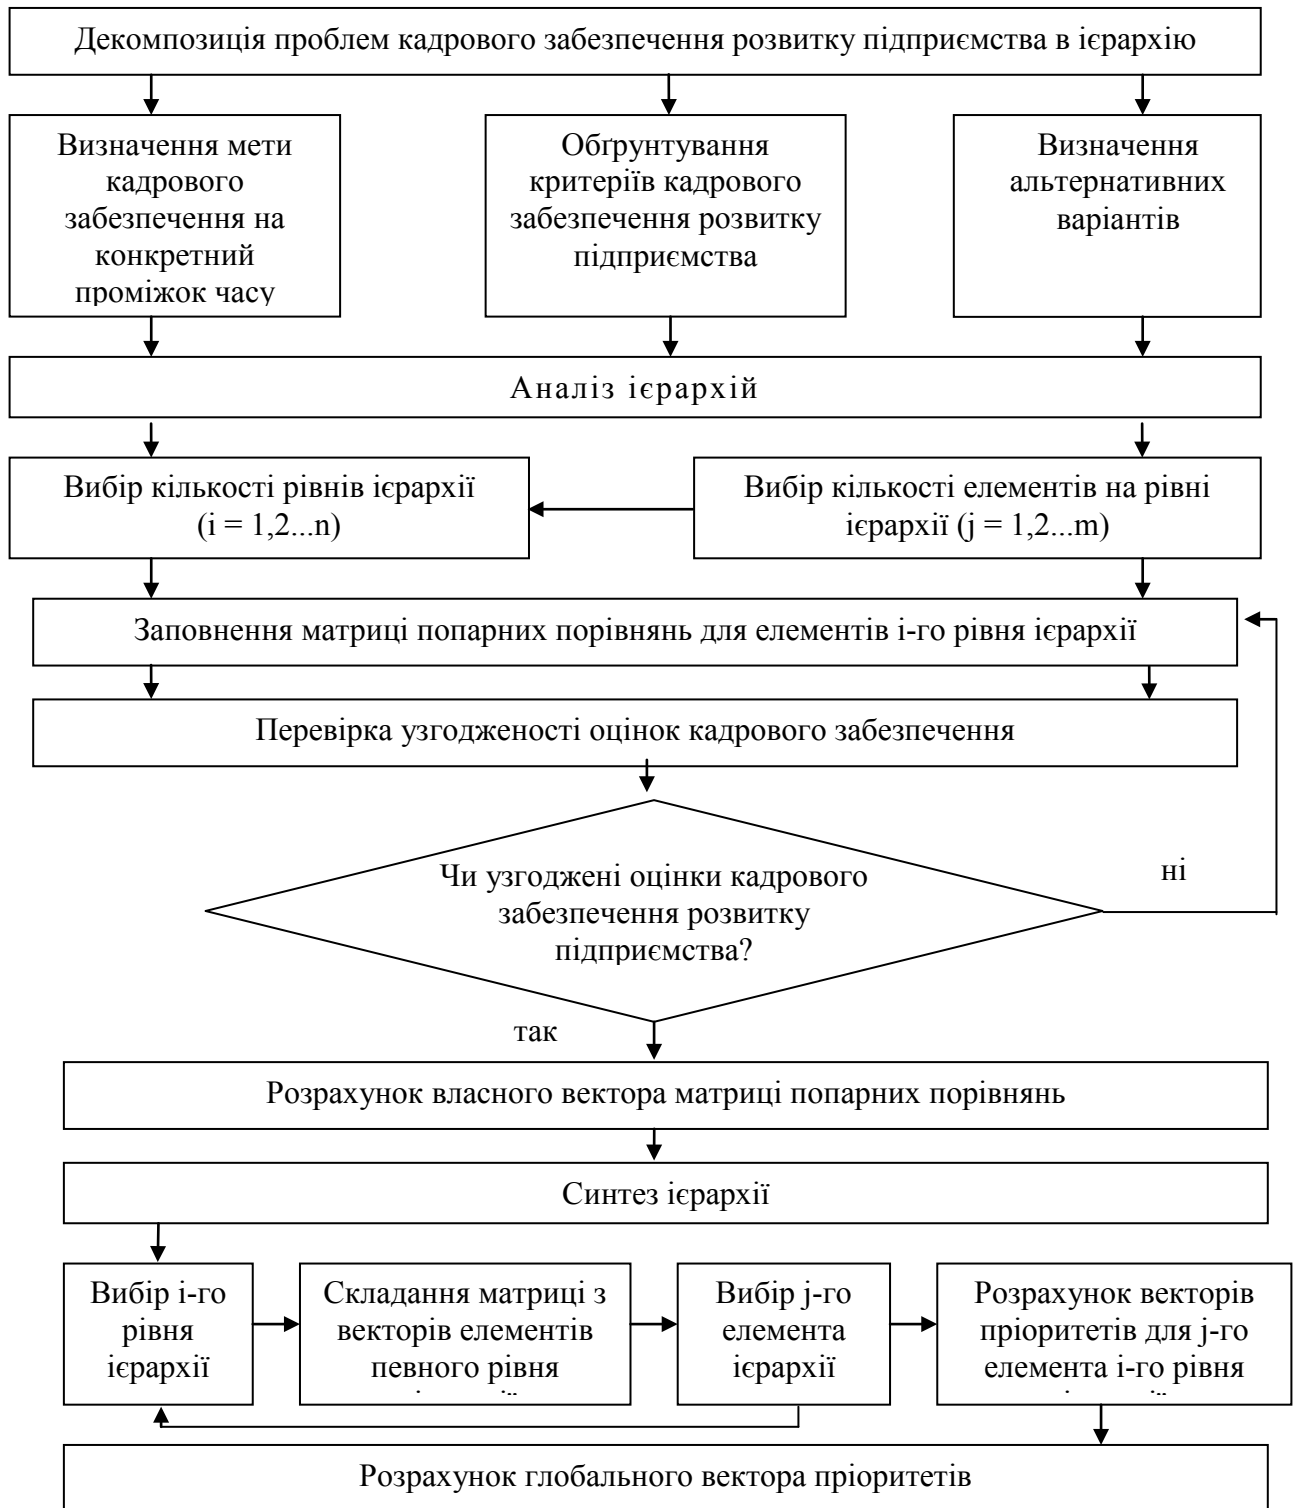 Декомпозиція проблем кадрового забезпечення розвитку підприємства в ієрархію
Визначення мети
кадрового
забезпечення на
конкретний
проміжок часу
Обґрунтування
критеріїв кадрового
забезпечення розвитку
підприємства
Визначення
альтернативних
варіантів
Аналіз ієрархій
Вибір кількості рівнів ієрархії
(i = 1,2...n)
Вибір кількості елементів на рівні
ієрархії (j = 1,2...m)
Заповнення матриці попарних порівнянь для елементів i-го рівня ієрархії
Перевірка узгодженості оцінок кадрового забезпечення
Чи узгоджені оцінки кадрового
забезпечення розвитку
підприємства?
ні
так
Розрахунок власного вектора матриці попарних порівнянь
Синтез ієрархії
Вибір i-го
рівня
ієрархії
Складання матриці з
векторів елементів
певного рівня
Вибір j-го
елемента
ієрархії
Розрахунок векторів
пріоритетів для j-го
елемента i-го рівня
Розрахунок глобального вектора пріоритетів